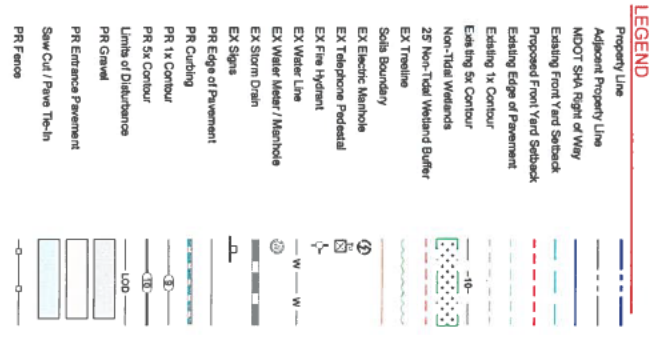 LEGEND
Property Line
Adjacent Property Line
MDOT SHA Right of Way
Existing Front Yard Setback
Proposed Front Yard Setback
Existing Edge of Pavement
Existing 1x Contour
Existing 5x Contour -10-
Non-Tidal Wetlands
25' Non-Tidal Wetland Buffer
EX Treeline
Soils Boundary
EX Electric Manhole
EX Telephone Pedestal
EX Fire Hydrant
EX Water Line W W
EX Water Meter / Manhole
EX Storm Drain
EX Signs
PR Edge of Pavement
PR Curbing
PR 1x Contour 9
PR 5x Contour 10
Limits of Disturbance LOD
PR Gravel
PR Entrance Pavement
Saw Cut / Pave Tie-In
PR Fence